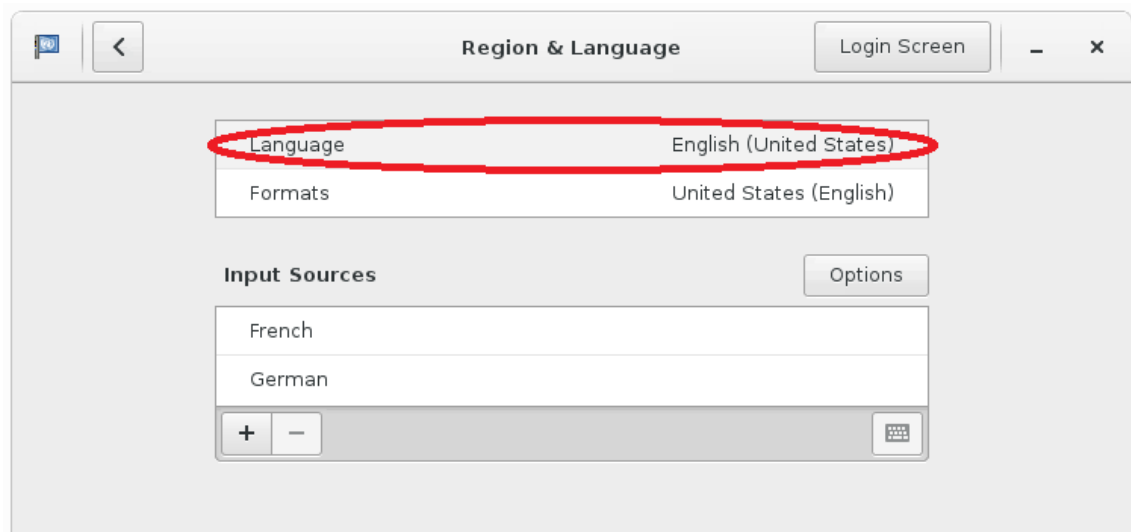 Region & Language
Login Screen
Language English (United States)
Formats United States (English)
Input Sources
Options
French
German